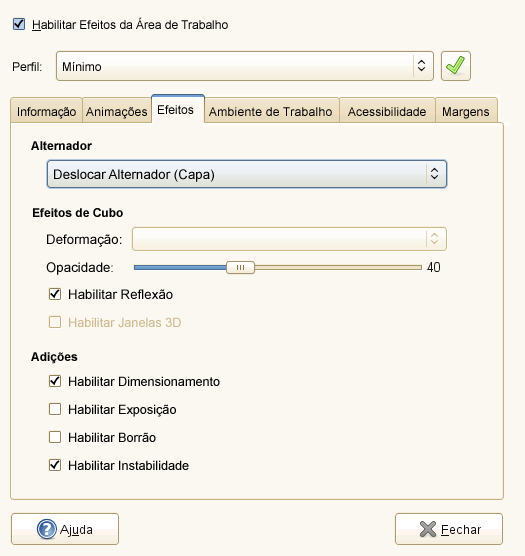 Habilitar Efeitos da Área de Trabalho
Perfil: Mínimo
Informação Animações Efeitos Ambiente de Trabalho Acessibilidade Margens
Alternador
Deslocar Alternador (Capa)
Efeitos de Cubo
Deformação:
Opacidade: 40
Habilitar Reflexão
Habilitar Janelas 3D
Adições
Habilitar Dimensionamento
Habilitar Exposição
Habilitar Borrão
Habilitar Instabilidade
Ajuda Fechar